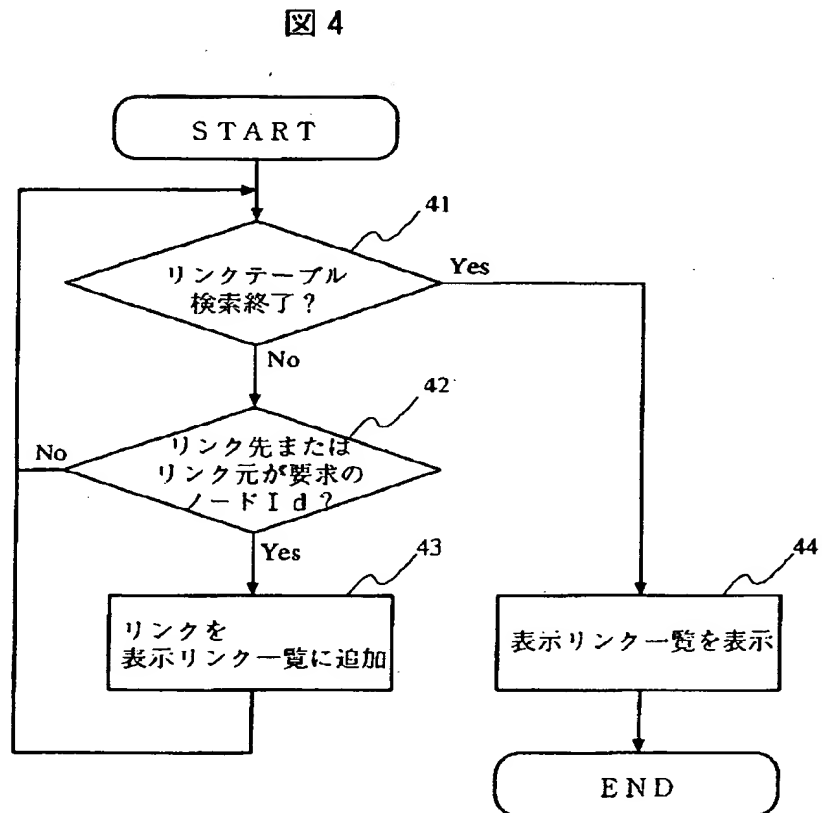 図 4
START
41
リンクテーブル
検索終了?
Yes
No
42
リンク先または
リンク元が要求の
ノードId?
No
Yes
43
リンクを
表示リンク一覧に追加
44
表示リンク一覧を表示
END